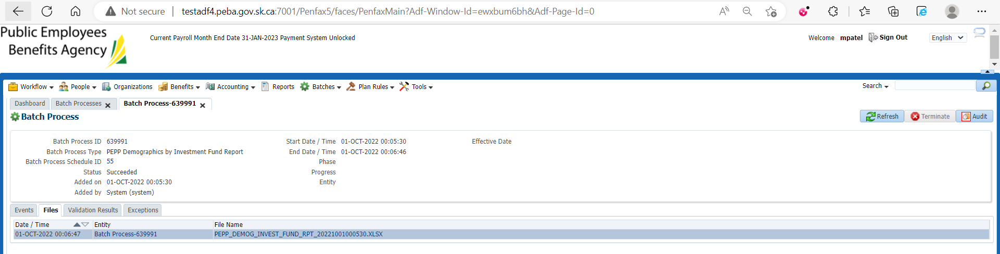 Not secure testadf4.peba.gov.sk.ca:7001/Penfax5/faces/PenfaxMain?Adf-Window-Id=ewxbum6bh&Adf-Page-Id=0
Public Employees
Benefits Agency
Current Payroll Month End Date 31-JAN-2023 Payment System Unlocked
Welcome mpatel Sign Out English
Workflow People Organizations Benefits Accounting Reports Batches Plan Rules Tools Search
Dashboard Batch Processes Batch Process-639991
Batch Process
Refresh Terminate Audit
Batch Process ID 639991 Start Date / Time 01-OCT-2022 00:05:30 Effective Date
Batch Process Type PEPP Demographics by Investment Fund Report End Date / Time 01-OCT-2022 00:06:46
Batch Process Schedule ID 55 Phase
Status Succeeded Progress
Added on 01-OCT-2022 00:05:30 Entity
Added by System (system)
Events Files Validation Results Exceptions
Date / Time Entity File Name
01-OCT-2022 00:06:47 Batch Process-639991 PEPP_DEMOG_INVEST_FUND_RPT_20221001000530.XLSX